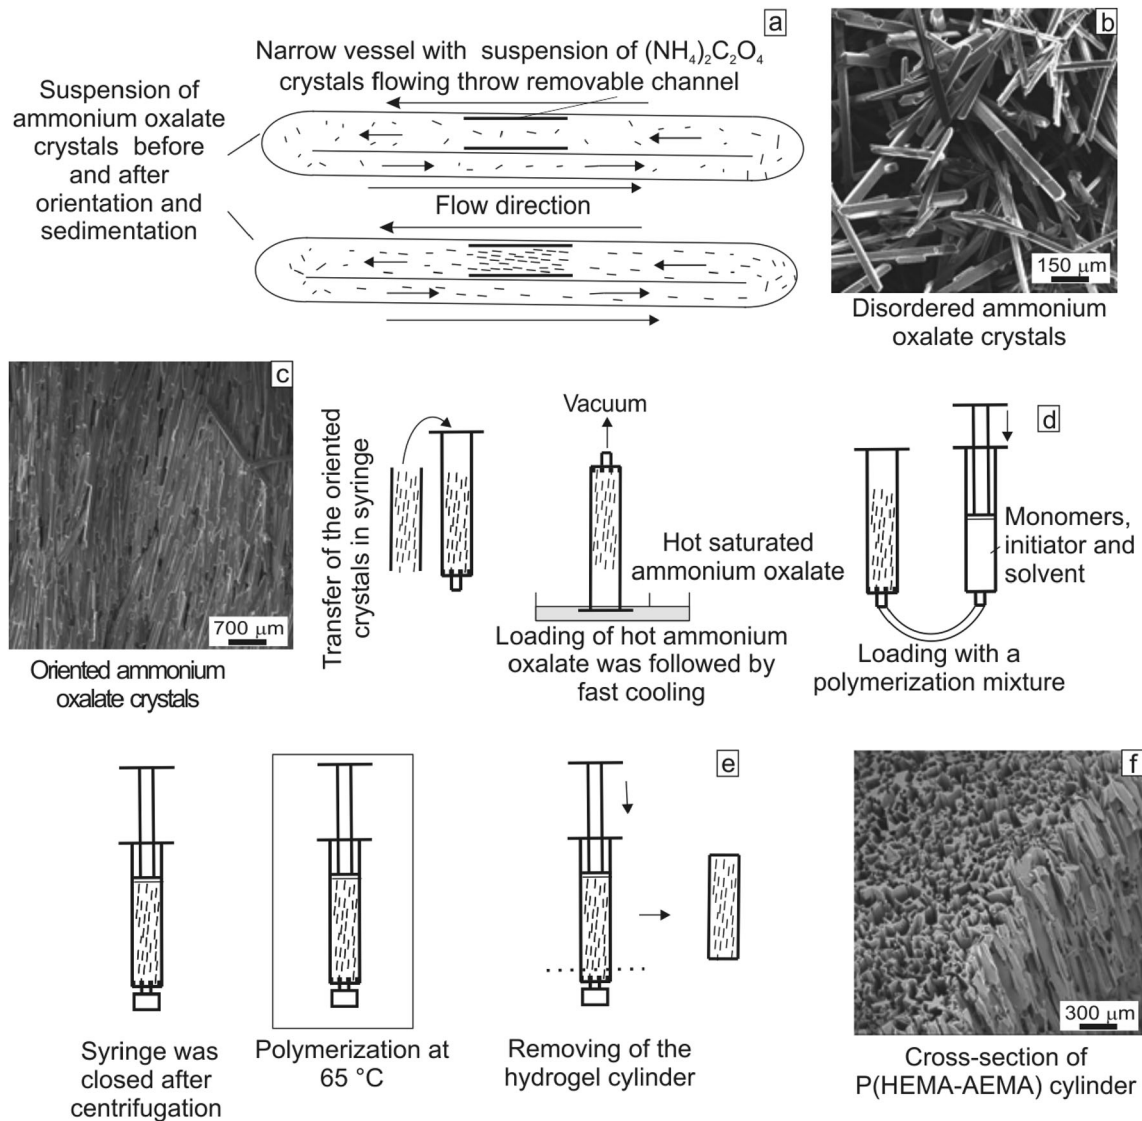 a
Narrow vessel with suspension of (NH₄)₂C₂O₄
crystals flowing throw removable channel
Suspension of
ammonium oxalate
crystals before
and after
orientation and
sedimentation
Flow direction
b
150 μm
Disordered ammonium
oxalate crystals
c
700 μm
Oriented ammonium
oxalate crystals
Transfer of the oriented
crystals in syringe
Vacuum
Hot saturated
ammonium oxalate
Loading of hot ammonium
oxalate was followed by
fast cooling
d
Monomers,
initiator and
solvent
Loading with a
polymerization mixture
Syringe was
closed after
centrifugation
Polymerization at
65 °C
e
Removing of the
hydrogel cylinder
f
300 μm
Cross-section of
P(HEMA-AEMA) cylinder